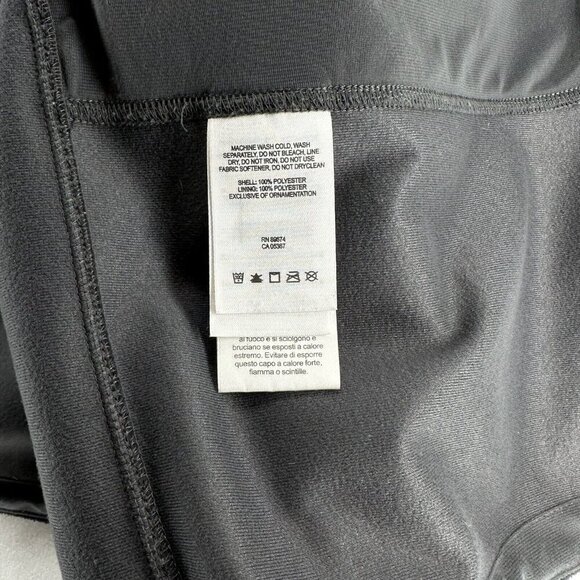 MACHINE WASH COLD, WASH
SEPARATELY, DO NOT BLEACH, LINE
DRY, DO NOT IRON, DO NOT USE
FABRIC SOFTENER, DO NOT DRYCLEAN
SHELL: 100% POLYESTER
LINING: 100% POLYESTER
EXCLUSIVE OF ORNAMENTATION
RN 89674
CA 05367
al fuoco e si sciolgono e
bruciano se esposti a calore
estremo. Evitare di esporre
questo capo a calore forte,
fiamma o scintille.